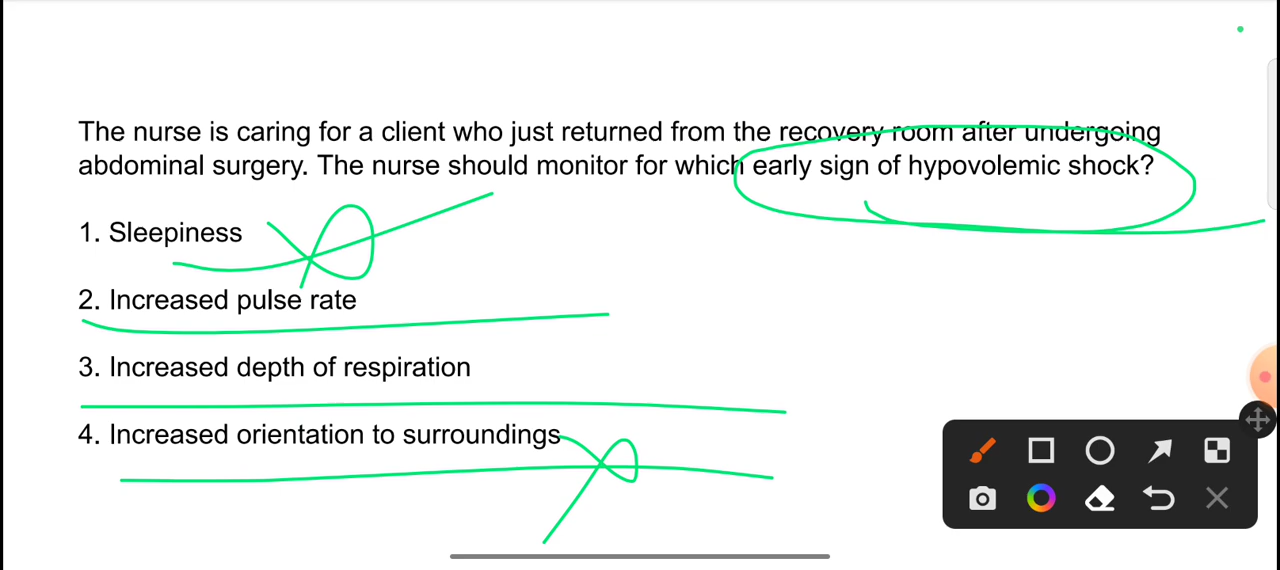 The nurse is caring for a client who just returned from the recovery room after undergoing
abdominal surgery. The nurse should monitor for which early sign of hypovolemic shock?
1. Sleepiness
2. Increased pulse rate
3. Increased depth of respiration
4. Increased orientation to surroundings